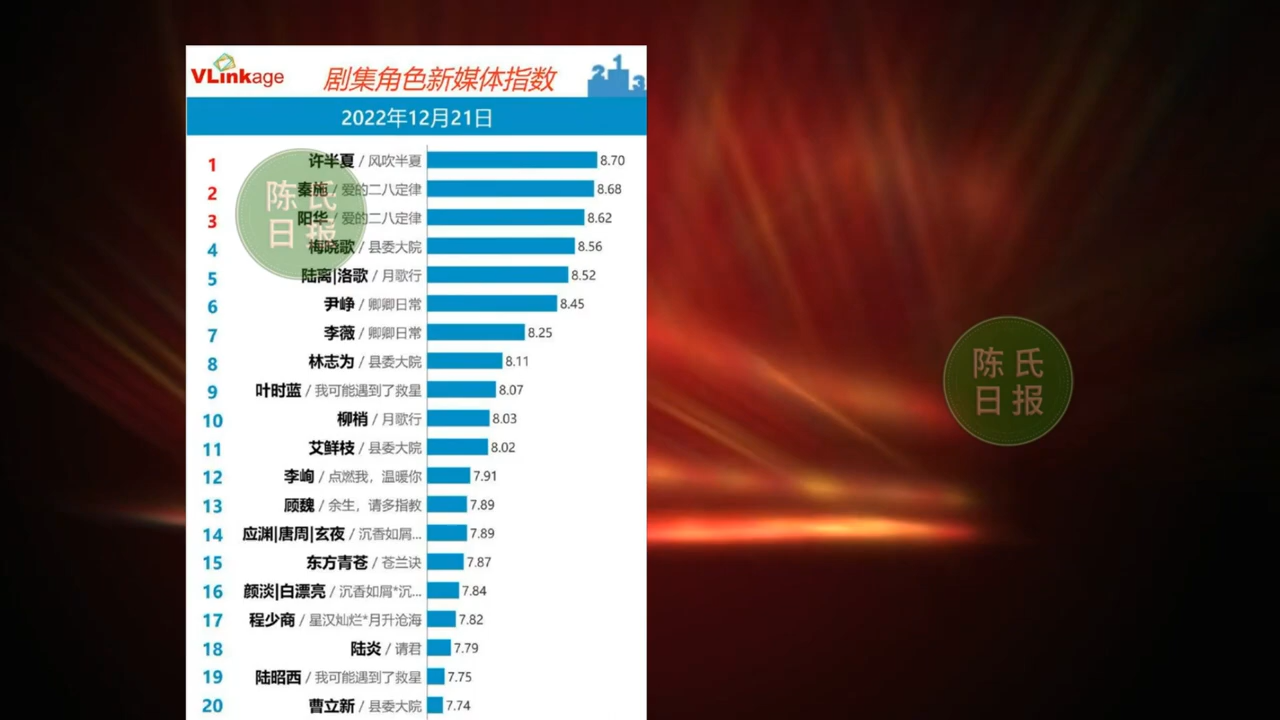 VLinkage 剧集角色新媒体指数
2 1 3
2022年12月21日
1 许半夏 / 风吹半夏 8.70
2 秦施 / 爱的二八定律 8.68
3 阳华 / 爱的二八定律 8.62
4 梅晓歌 / 县委大院 8.56
5 陆离|洛歌 / 月歌行 8.52
6 尹峥 / 卿卿日常 8.45
7 李薇 / 卿卿日常 8.25
8 林志为 / 县委大院 8.11
9 叶时蓝 / 我可能遇到了救星 8.07
10 柳梢 / 月歌行 8.03
11 艾鲜枝 / 县委大院 8.02
12 李峋 / 点燃我，温暖你 7.91
13 顾魏 / 余生，请多指教 7.89
14 应渊|唐周|玄夜 / 沉香如屑... 7.89
15 东方青苍 / 苍兰诀 7.87
16 颜淡|白漂亮 / 沉香如屑*沉... 7.84
17 程少商 / 星汉灿烂*月升沧海 7.82
18 陆炎 / 请君 7.79
19 陆昭西 / 我可能遇到了救星 7.75
20 曹立新 / 县委大院 7.74
陈氏
日报
陈氏
日报